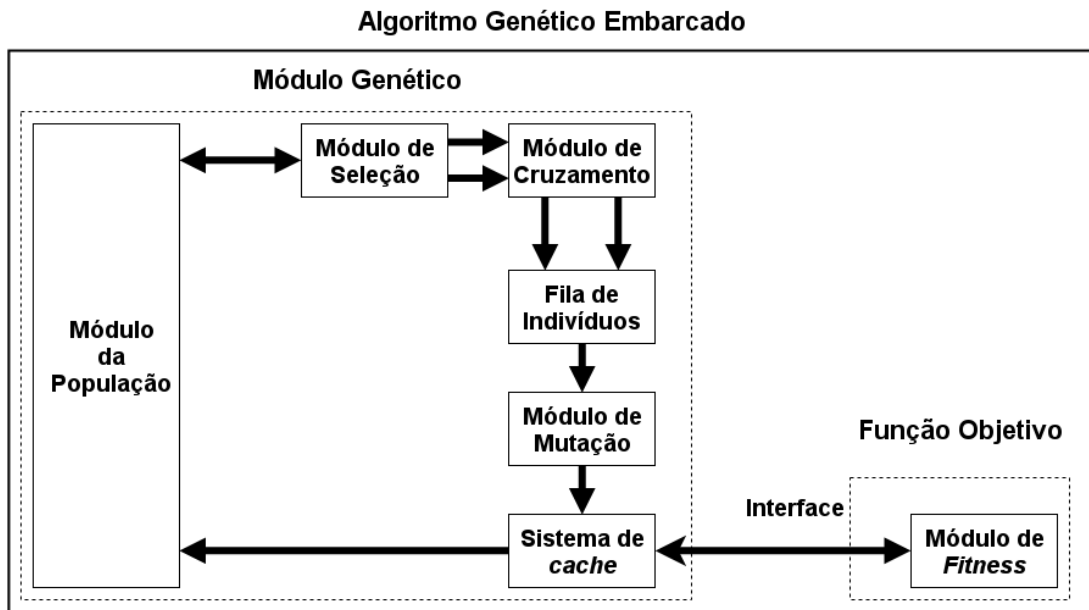 Algoritmo Genético Embarcado
Módulo Genético
Módulo de
Seleção
Módulo de
Cruzamento
Fila de
Indivíduos
Módulo
da
População
Módulo de
Mutação
Função Objetivo
Interface
Sistema de
cache
Módulo de
Fitness